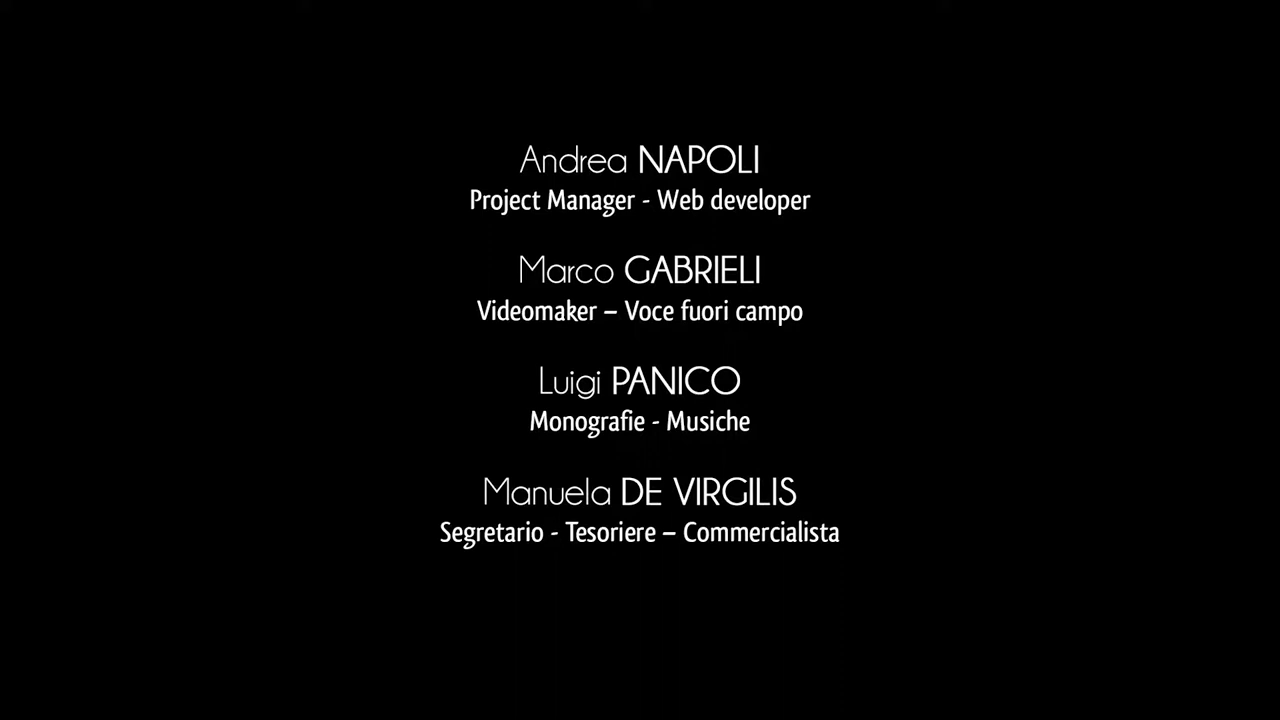 Andrea NAPOLI
Project Manager - Web developer
Marco GABRIELI
Videomaker – Voce fuori campo
Luigi PANICO
Monografie - Musiche
Manuela DE VIRGILIS
Segretario - Tesoriere – Commercialista